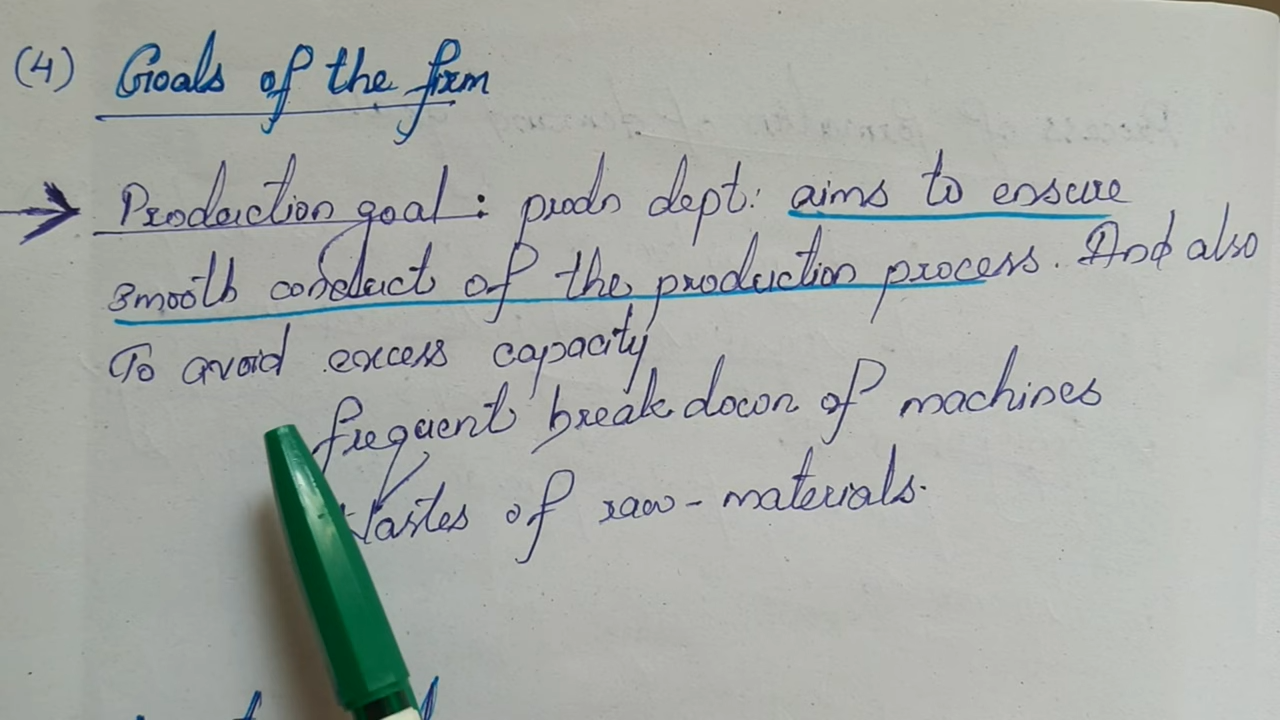 (4) Goals of the firm
Production goal : prodn dept: aims to ensure
smooth conduct of the production process. And also
To avoid excess capacity
frequent break down of machines
Wastes of raw-materials.